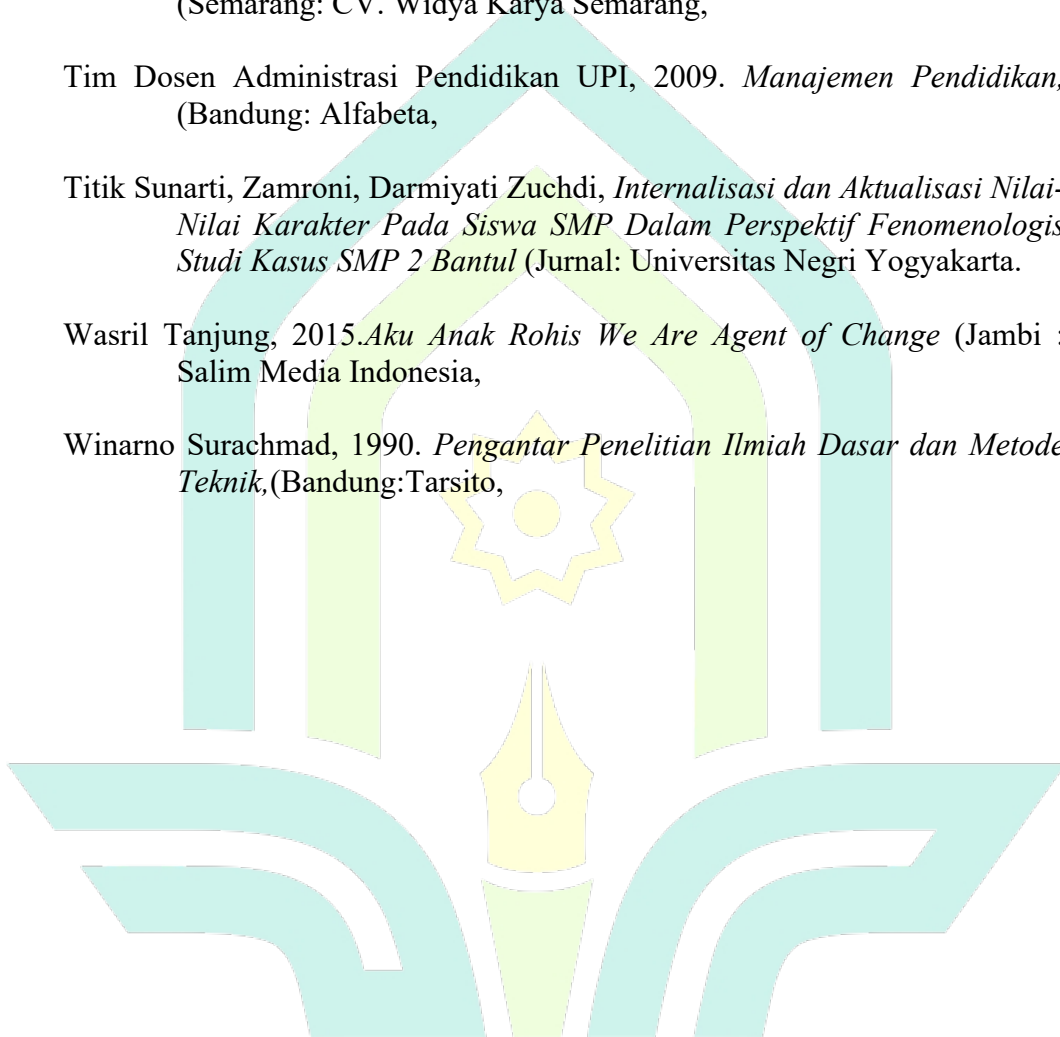 (Semarang: CV. Widya Karya Semarang,
Tim Dosen Administrasi Pendidikan UPI, 2009. Manajemen Pendidikan,
(Bandung: Alfabeta,
Titik Sunarti, Zamroni, Darmiyati Zuchdi, Internalisasi dan Aktualisasi Nilai-
Nilai Karakter Pada Siswa SMP Dalam Perspektif Fenomenologis
Studi Kasus SMP 2 Bantul (Jurnal: Universitas Negri Yogyakarta.
Wasril Tanjung, 2015.Aku Anak Rohis We Are Agent of Change (Jambi :
Salim Media Indonesia,
Winarno Surachmad, 1990. Pengantar Penelitian Ilmiah Dasar dan Metode
Teknik,(Bandung:Tarsito,